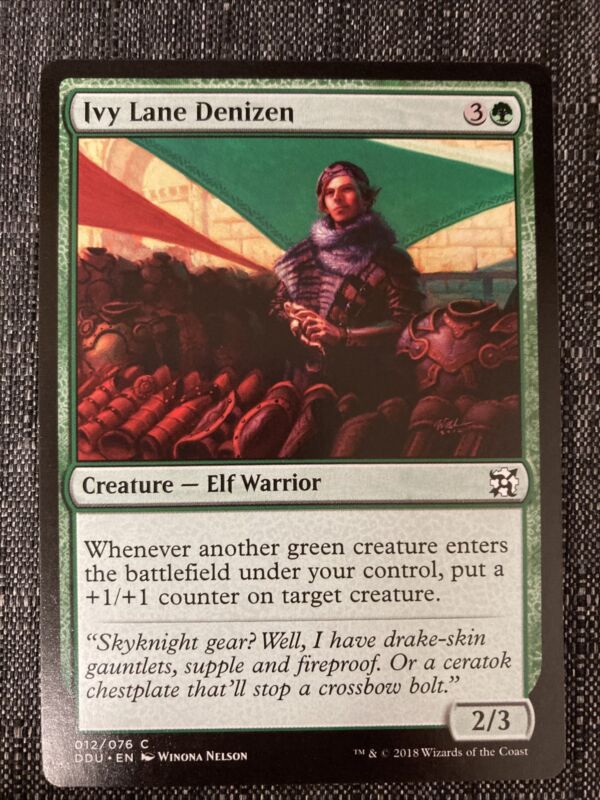 Ivy Lane Denizen 3
Creature — Elf Warrior
Whenever another green creature enters
the battlefield under your control, put a
+1/+1 counter on target creature.
“Skyknight gear? Well, I have drake-skin
gauntlets, supple and fireproof. Or a ceratok
chestplate that’ll stop a crossbow bolt.”
2/3
012/076 C
DDU • EN Winona Nelson
™ & © 2018 Wizards of the Coast